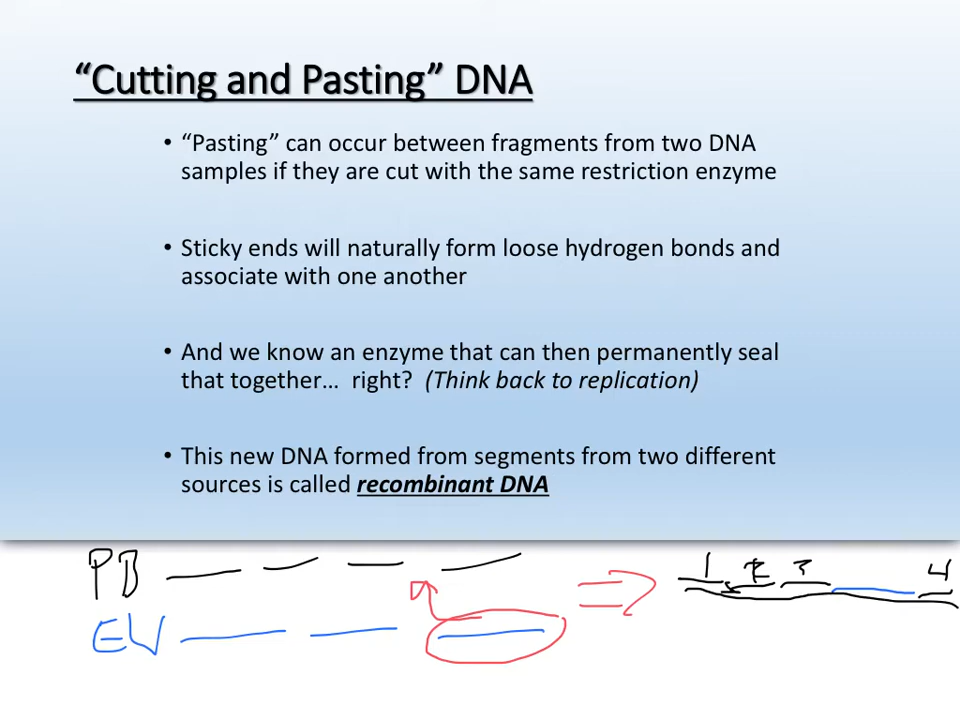 “Cutting and Pasting” DNA
• “Pasting” can occur between fragments from two DNA
samples if they are cut with the same restriction enzyme
• Sticky ends will naturally form loose hydrogen bonds and
associate with one another
• And we know an enzyme that can then permanently seal
that together… right? (Think back to replication)
• This new DNA formed from segments from two different
sources is called recombinant DNA
PB
1 2 3 4
EW